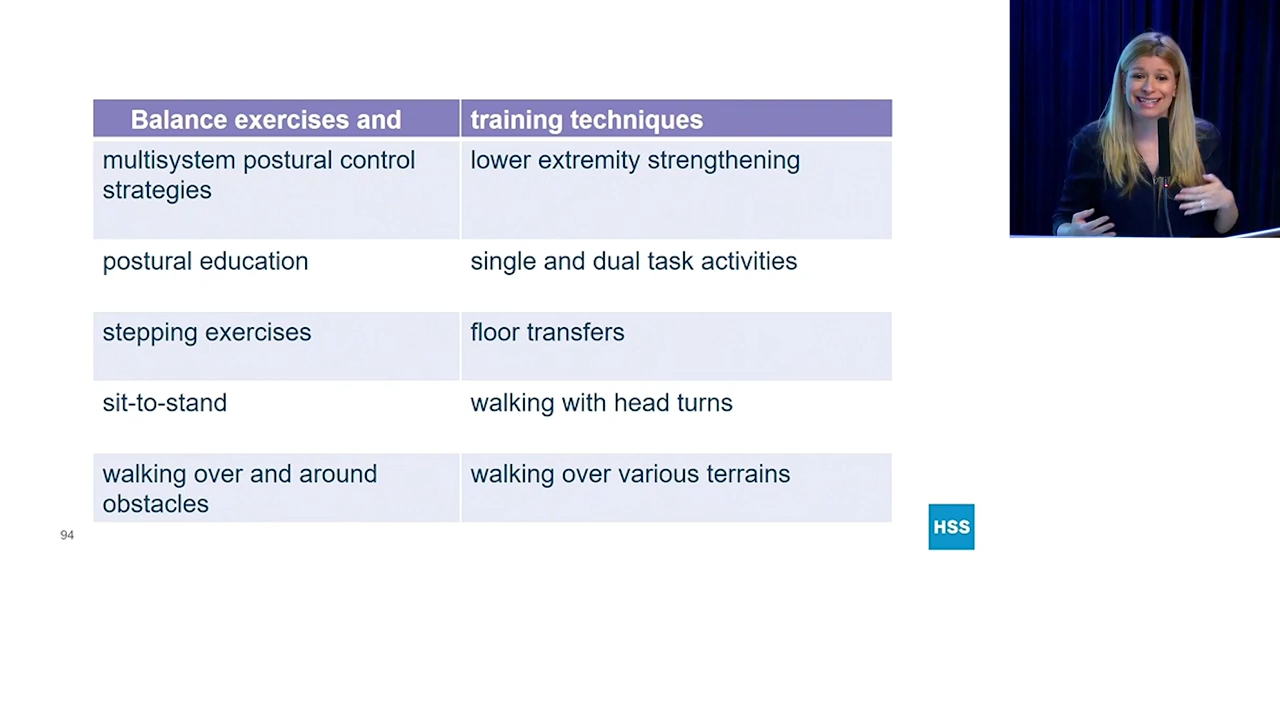 Balance exercises and training techniques
multisystem postural control lower extremity strengthening
strategies
postural education single and dual task activities
stepping exercises floor transfers
sit-to-stand walking with head turns
walking over and around walking over various terrains
obstacles
94
HSS